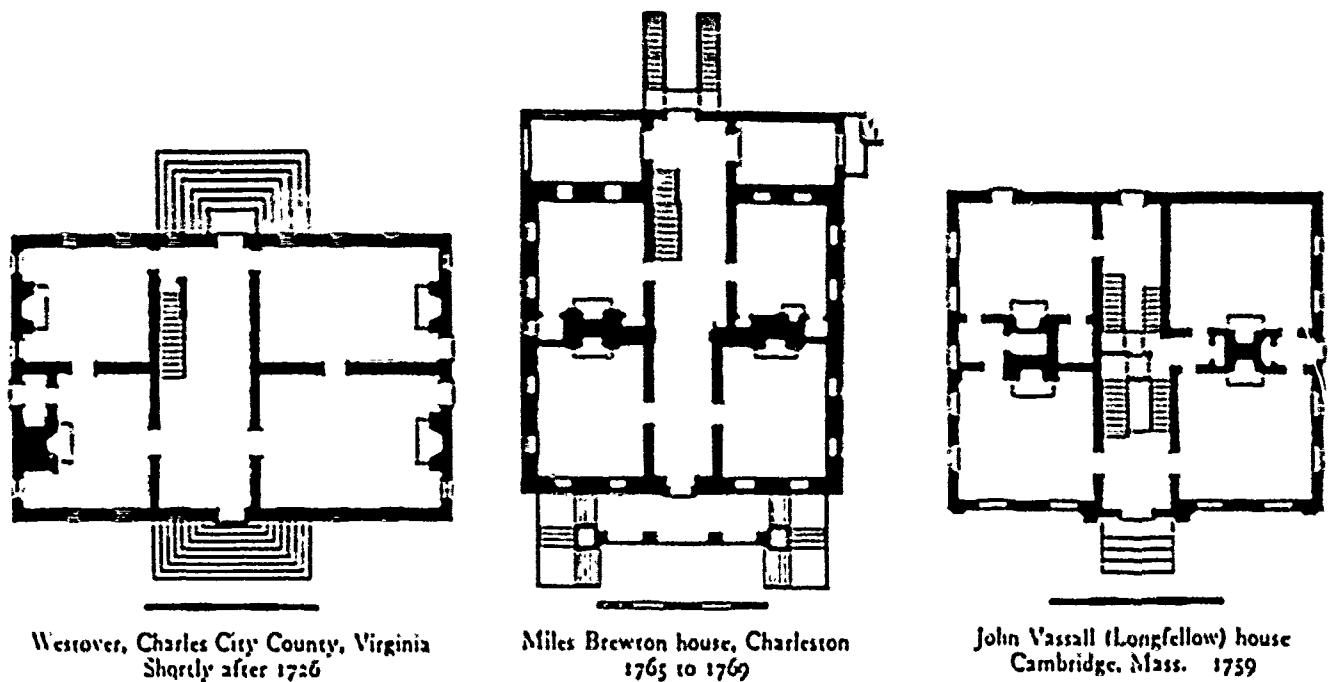 Westover, Charles City County, Virginia
Shortly after 1726
Miles Brewton house, Charleston
1765 to 1769
John Vassall (Longfellow) house
Cambridge, Mass. 1759